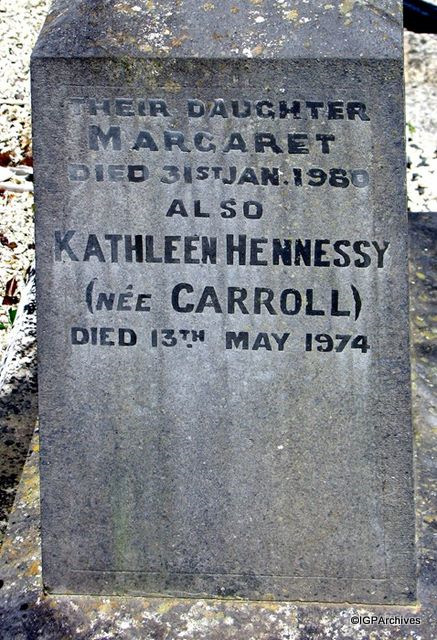 THEIR DAUGHTER
MARGARET
DIED 31ST JAN. 1980
ALSO
KATHLEEN HENNESSY
(NÉE CARROLL)
DIED 13TH MAY 1974
©IGPArchives